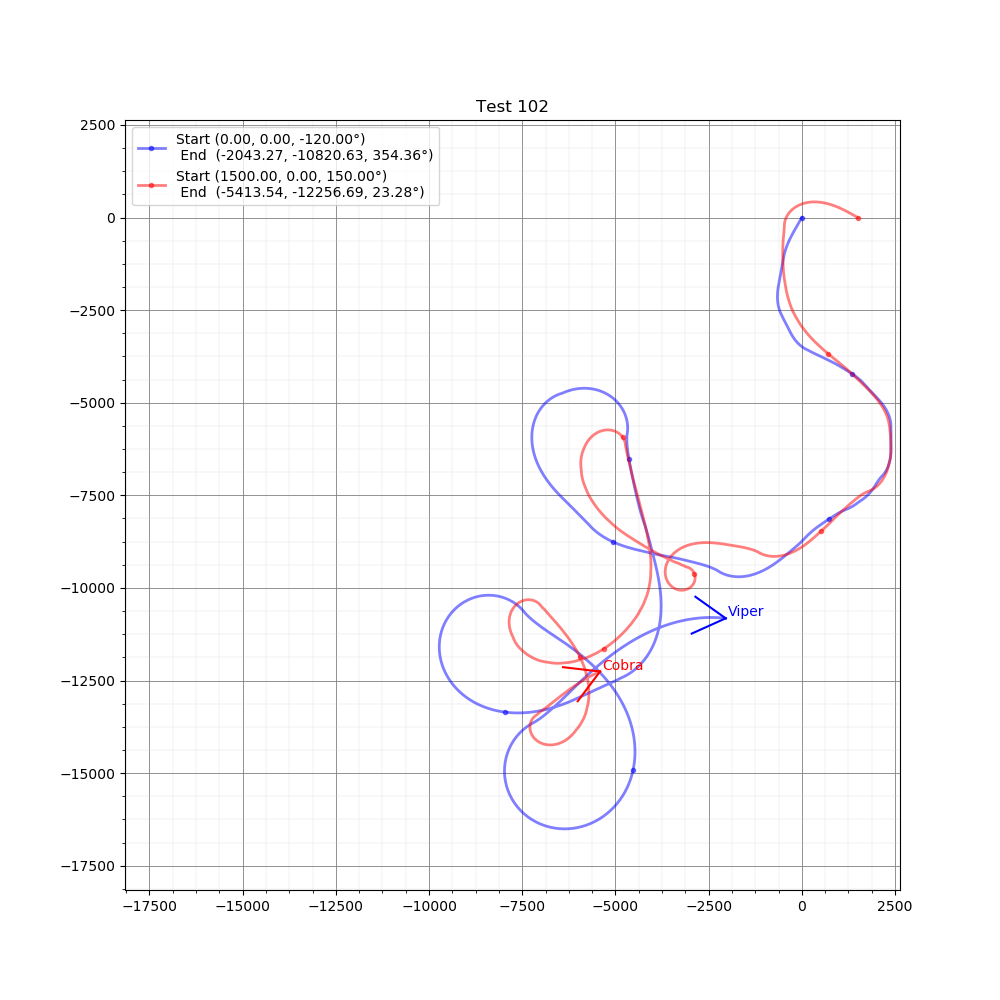 Test 102
Start (0.00, 0.00, -120.00°)
End  (-2043.27, -10820.63, 354.36°)
Start (1500.00, 0.00, 150.00°)
End  (-5413.54, -12256.69, 23.28°)
2500
0
−2500
−5000
−7500
−10000
−12500
−15000
−17500
Viper
Cobra
−17500 −15000 −12500 −10000 −7500 −5000 −2500 0 2500